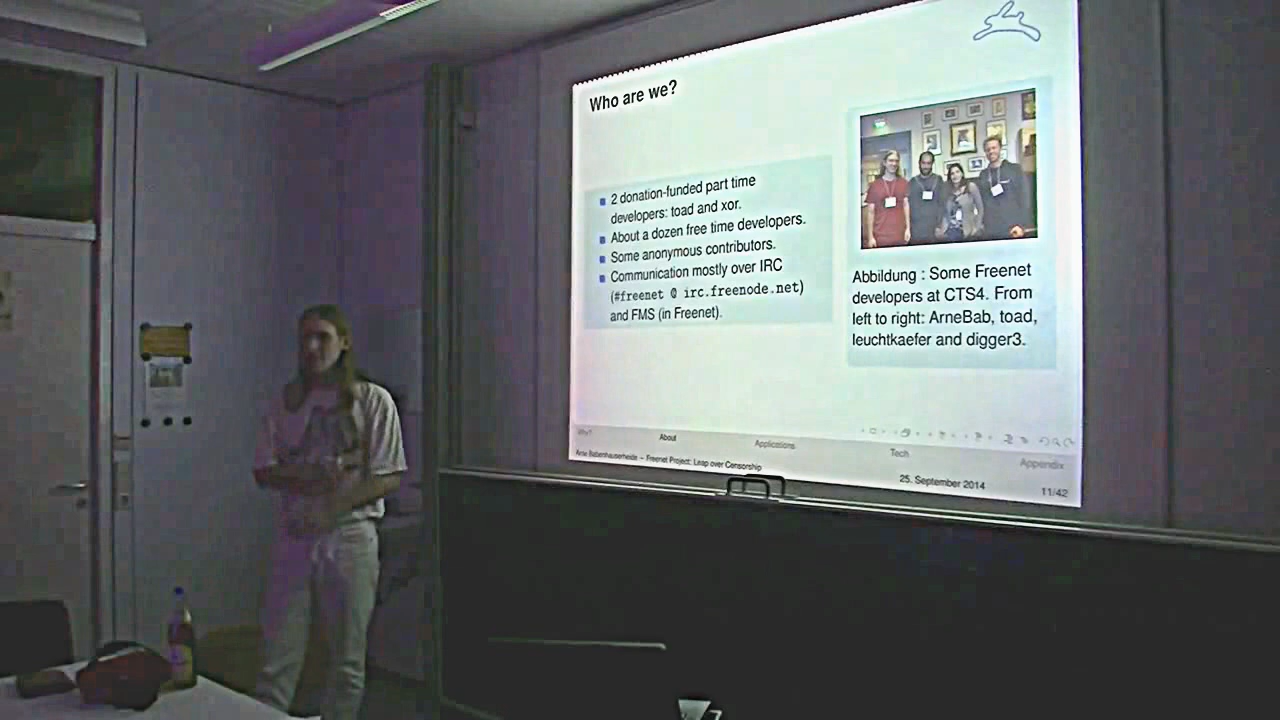 Who are we?
2 donation-funded part time
developers: toad and xor.
About a dozen free time developers.
Some anonymous contributors.
Communication mostly over IRC
(#freenet @ irc.freenode.net)
and FMS (in Freenet).
Abbildung : Some Freenet
developers at CTS4. From
left to right: ArneBab, toad,
leuchtkaefer and digger3.
Why? About Applications Tech Appendix
Arne Babenhauserheide – Freenet Project: Leap over Censorship
25. September 2014 11/42